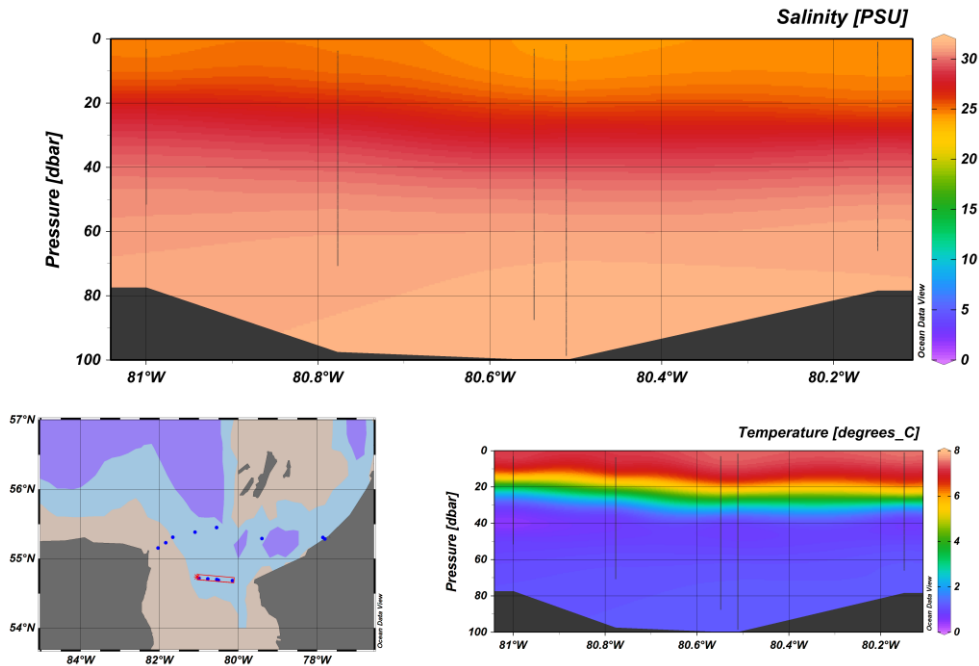 Salinity [PSU]
0
20
40
60
80
100
Pressure [dbar]
81°W
80.8°W
80.6°W
80.4°W
80.2°W
30
25
20
15
10
5
0
Ocean Data View
57°N
56°N
55°N
54°N
84°W
82°W
80°W
78°W
Ocean Data View
Temperature [degrees_C]
0
20
40
60
80
100
Pressure [dbar]
81°W
80.8°W
80.6°W
80.4°W
80.2°W
8
6
4
2
0
Ocean Data View